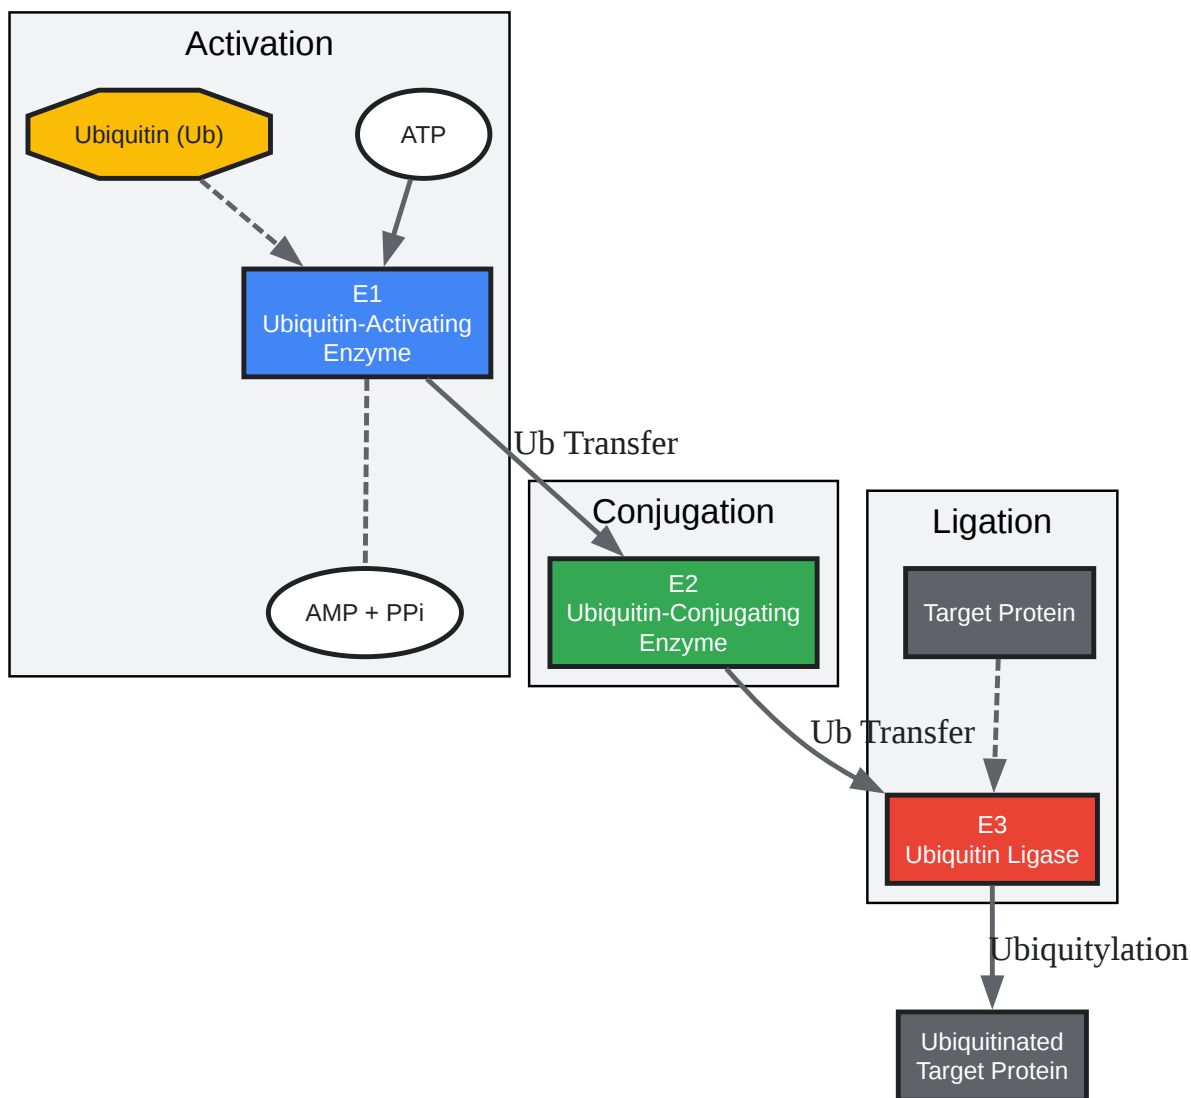 Activation
Ubiquitin (Ub)
ATP
E1
Ubiquitin-Activating
Enzyme
Ub Transfer
AMP + PPi
Conjugation
E2
Ubiquitin-Conjugating
Enzyme
Ligation
Target Protein
Ub Transfer
E3
Ubiquitin Ligase
Ubiquitylation
Ubiquitinated
Target Protein